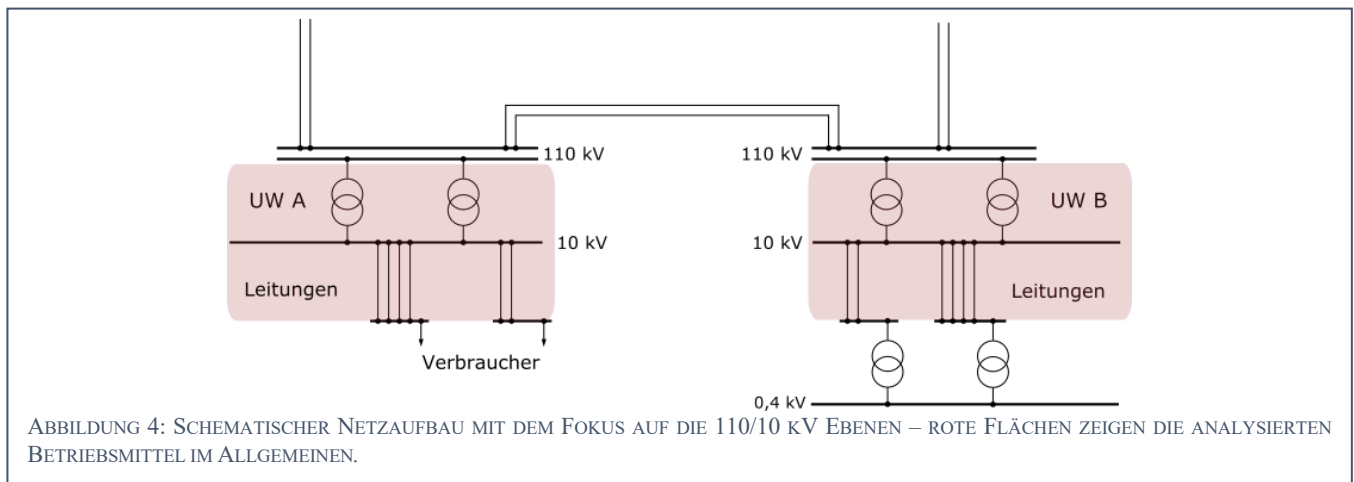 110 kV
110 kV
UW A
UW B
10 kV
10 kV
Leitungen
Leitungen
Verbraucher
0,4 kV
ABBILDUNG 4: SCHEMATISCHER NETZAUFBAU MIT DEM FOKUS AUF DIE 110/10 KV EBENEN – ROTE FLÄCHEN ZEIGEN DIE ANALYSIERTEN
BETRIEBSMITTEL IM ALLGEMEINEN.